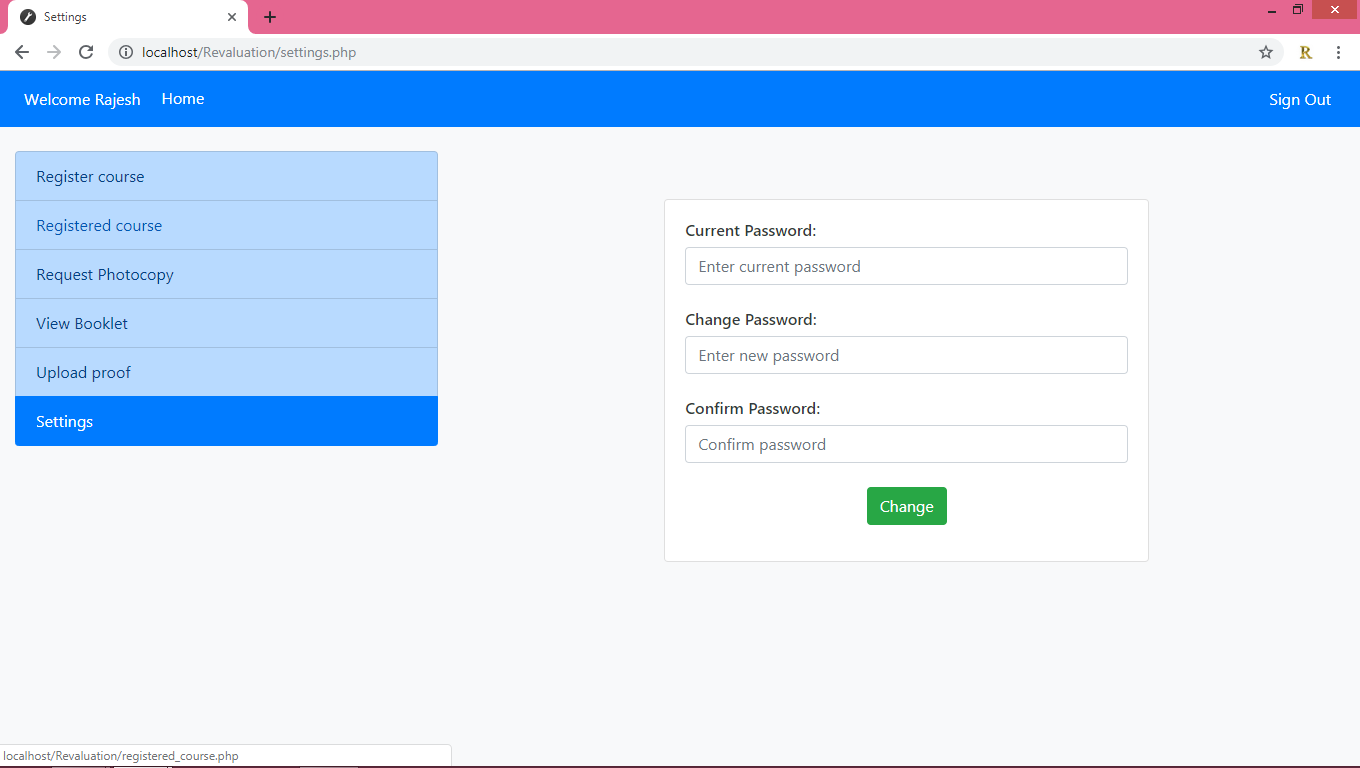 Settings
localhost/Revaluation/settings.php
R
Welcome Rajesh Home Sign Out
Register course
Registered course
Request Photocopy
View Booklet
Upload proof
Settings
Current Password:
Enter current password
Change Password:
Enter new password
Confirm Password:
Confirm password
Change
localhost/Revaluation/registered_course.php